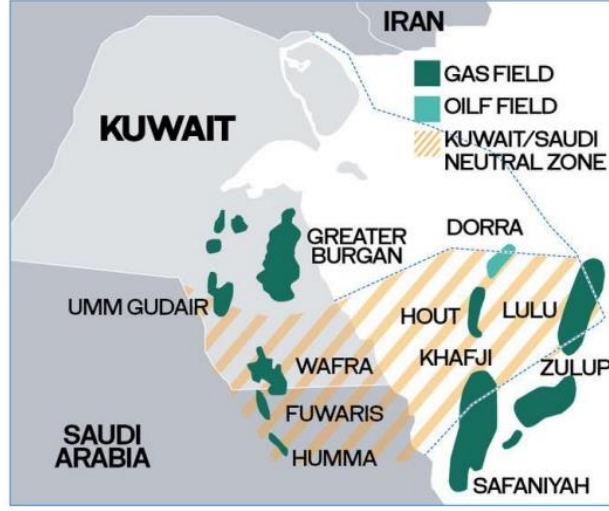 IRAN
GAS FIELD
OILF FIELD
KUWAIT/SAUDI
NEUTRAL ZONE
KUWAIT
GREATER
BURGAN
DORRA
UMM GUDAIR
HOUT
LULU
KHAFJI
ZULUP
WAFRA
FUWARIS
HUMMA
SAUDI
ARABIA
SAFANIYAH